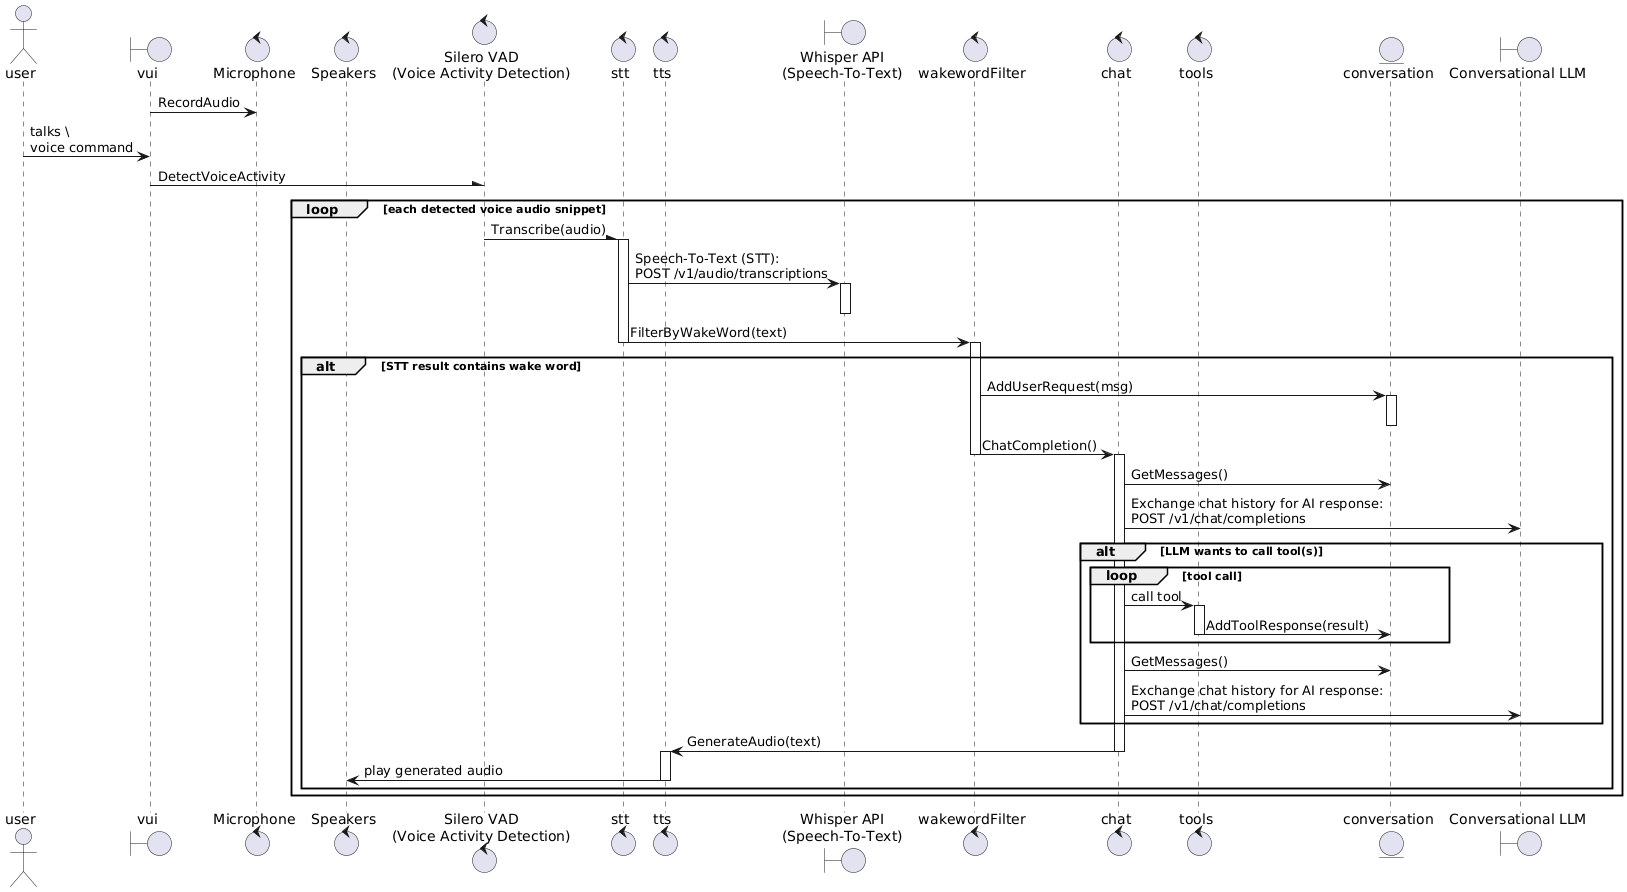 user
vui
Microphone
Speakers
Silero VAD
(Voice Activity Detection)
stt
tts
Whisper API
(Speech-To-Text)
wakewordFilter
chat
tools
conversation
Conversational LLM
RecordAudio
talks \
voice command
DetectVoiceActivity
loop [each detected voice audio snippet]
Transcribe(audio)
Speech-To-Text (STT):
POST /v1/audio/transcriptions
FilterByWakeWord(text)
alt [STT result contains wake word]
AddUserRequest(msg)
ChatCompletion()
GetMessages()
Exchange chat history for AI response:
POST /v1/chat/completions
alt [LLM wants to call tool(s)]
loop [tool call]
call tool
AddToolResponse(result)
GetMessages()
Exchange chat history for AI response:
POST /v1/chat/completions
GenerateAudio(text)
play generated audio
user
vui
Microphone
Speakers
Silero VAD
(Voice Activity Detection)
stt
tts
Whisper API
(Speech-To-Text)
wakewordFilter
chat
tools
conversation
Conversational LLM